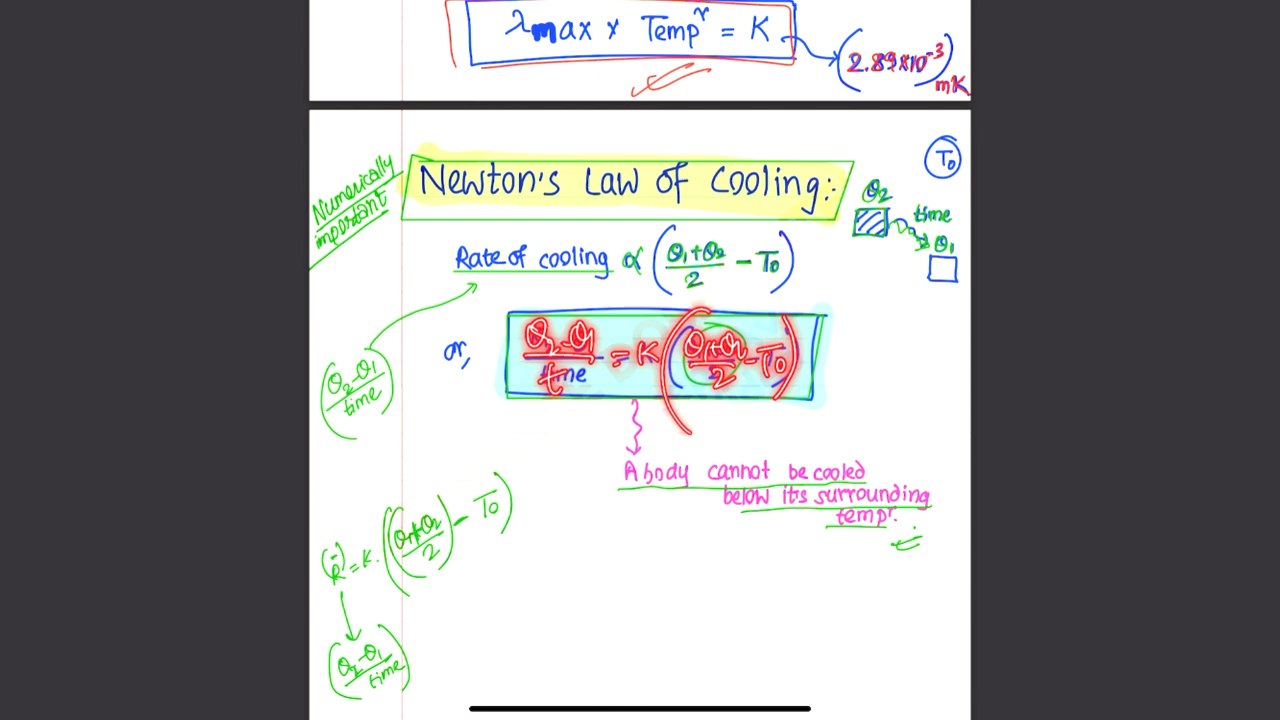 λmax × Tempʳ = K
(2.89×10⁻³) mK
Numerically important
Newton's Law of Cooling:-
T₀
θ₂
time
θ₁
Rate of cooling ∝ ((θ₁+θ₂)/2 − T₀)
or, (θ₂−θ₁)/time = K ((θ₁+θ₂)/2 − T₀)
((θ₂−θ₁)/time)
A body cannot be cooled
below its surrounding
tempʳ.
R = K. ((θ₁+θ₂)/2 − T₀)
((θ₂−θ₁)/time)